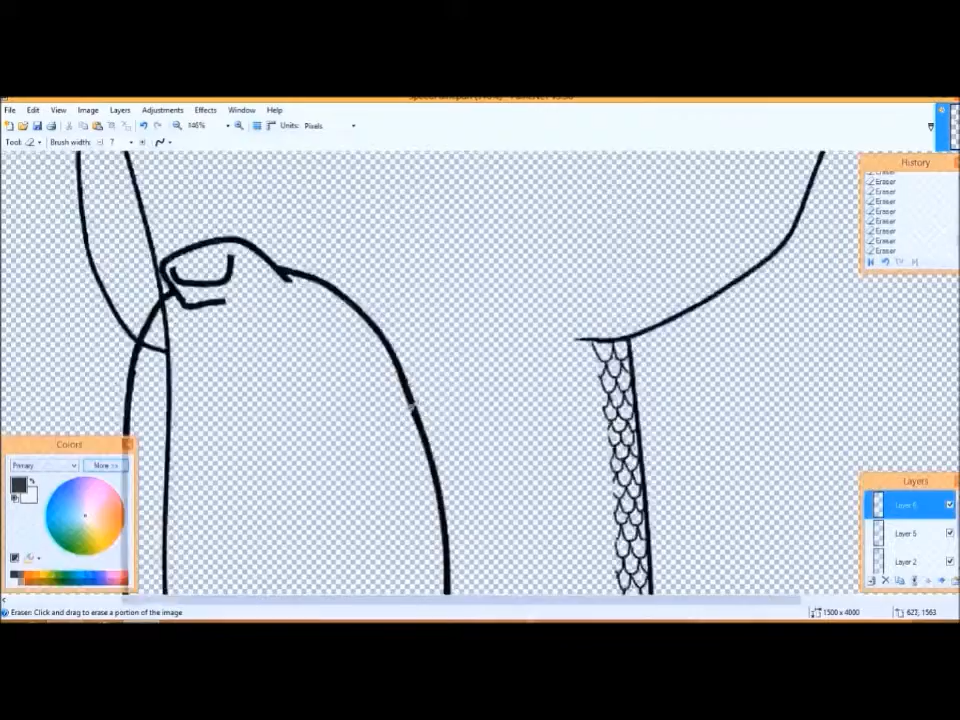 File Edit View Image Layers Adjustments Effects Window Help
146% Units: Pixels
Tool: Brush width: 7
History
Eraser
Eraser
Eraser
Eraser
Eraser
Eraser
Eraser
Eraser
Colors
Primary More >>
Layers
Layer 6
Layer 5
Layer 2
Eraser: Click and drag to erase a portion of the image
1500 x 4000